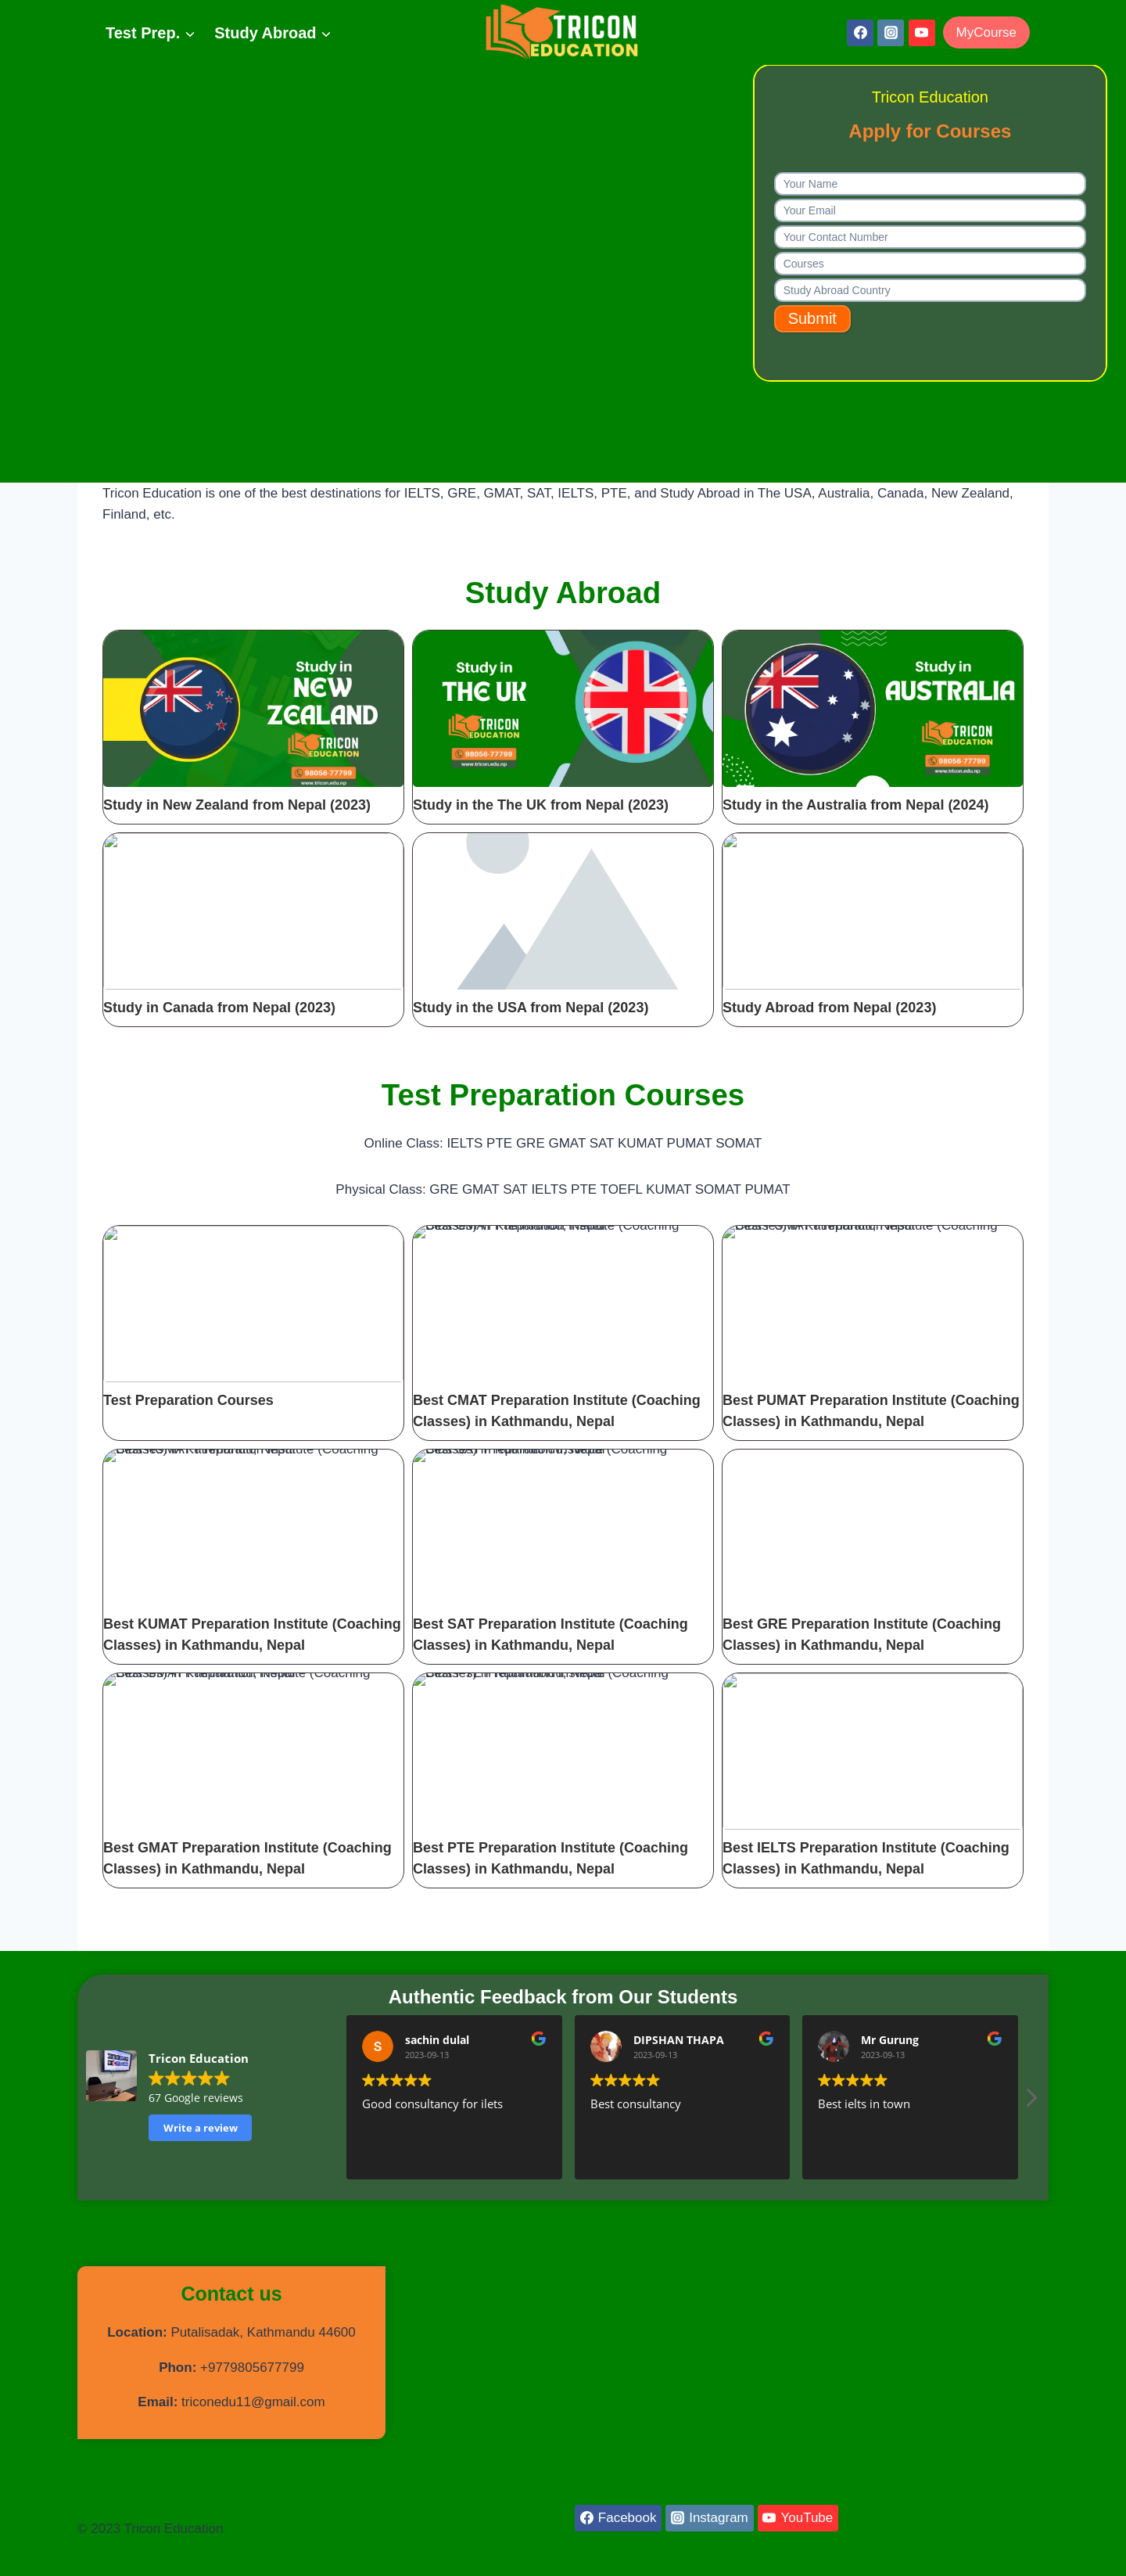 Test Prep.
Study Abroad
TRICON
EDUCATION
MyCourse
Tricon Education
Apply for Courses
Your Name
Your Email
Your Contact Number
Courses
Study Abroad Country
Submit
Tricon Education is one of the best destinations for IELTS, GRE, GMAT, SAT, IELTS, PTE, and Study Abroad in The USA, Australia, Canada, New Zealand,
Finland, etc.
Study Abroad
Study in
NEW
ZEALAND
TRICON
EDUCATION
98056-77799
www.tricon.edu.np
Study in New Zealand from Nepal (2023)
Study in
THE UK
TRICON
EDUCATION
98056-77799
www.tricon.edu.np
Study in the The UK from Nepal (2023)
Study in
AUSTRALIA
TRICON
EDUCATION
98056-77799
www.tricon.edu.np
Study in the Australia from Nepal (2024)
Study in Canada from Nepal (2023)
Study in the USA from Nepal (2023)
Study Abroad from Nepal (2023)
Test Preparation Courses
Online Class: IELTS PTE GRE GMAT SAT KUMAT PUMAT SOMAT
Physical Class: GRE GMAT SAT IELTS PTE TOEFL KUMAT SOMAT PUMAT
Test Preparation Courses
Best CMAT Preparation Institute (Coaching
Classes) in Kathmandu, Nepal
Best PUMAT Preparation Institute (Coaching
Classes) in Kathmandu, Nepal
Best KUMAT Preparation Institute (Coaching
Classes) in Kathmandu, Nepal
Best SAT Preparation Institute (Coaching
Classes) in Kathmandu, Nepal
Best GRE Preparation Institute (Coaching
Classes) in Kathmandu, Nepal
Best GMAT Preparation Institute (Coaching
Classes) in Kathmandu, Nepal
Best PTE Preparation Institute (Coaching
Classes) in Kathmandu, Nepal
Best IELTS Preparation Institute (Coaching
Classes) in Kathmandu, Nepal
Authentic Feedback from Our Students
Tricon Education
67 Google reviews
Write a review
S
sachin dulal
2023-09-13
Good consultancy for ilets
DIPSHAN THAPA
2023-09-13
Best consultancy
Mr Gurung
2023-09-13
Best ielts in town
Contact us
Location: Putalisadak, Kathmandu 44600
Phon: +9779805677799
Email: triconedu11@gmail.com
Facebook
Instagram
YouTube
© 2023 Tricon Education